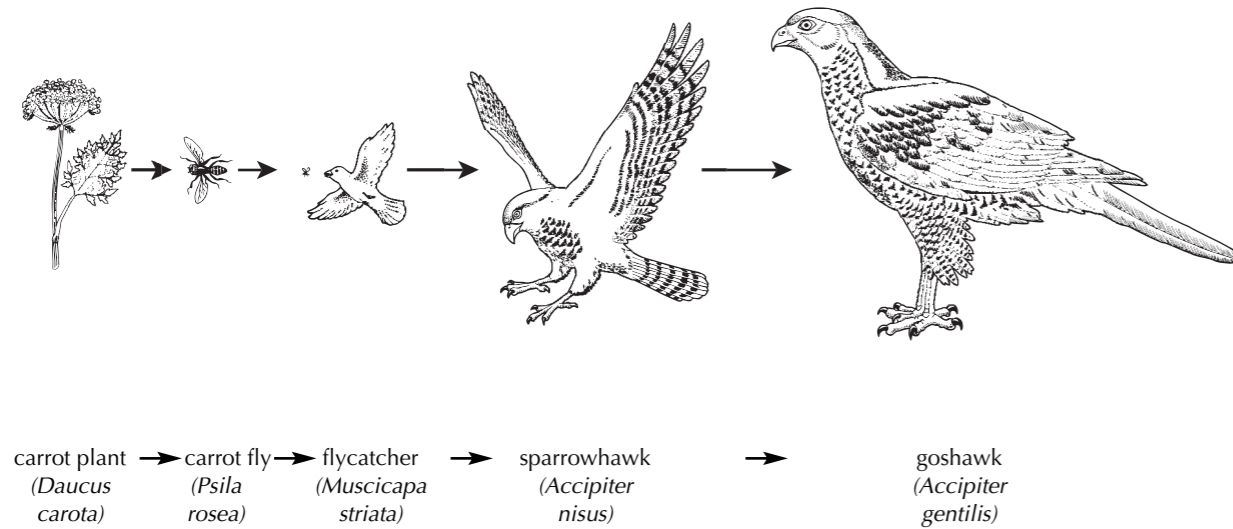 carrot plant → carrot fly → flycatcher → sparrowhawk → goshawk
(Daucus (Psila (Muscicapa (Accipiter (Accipiter
carota) rosea) striata) nisus) gentilis)